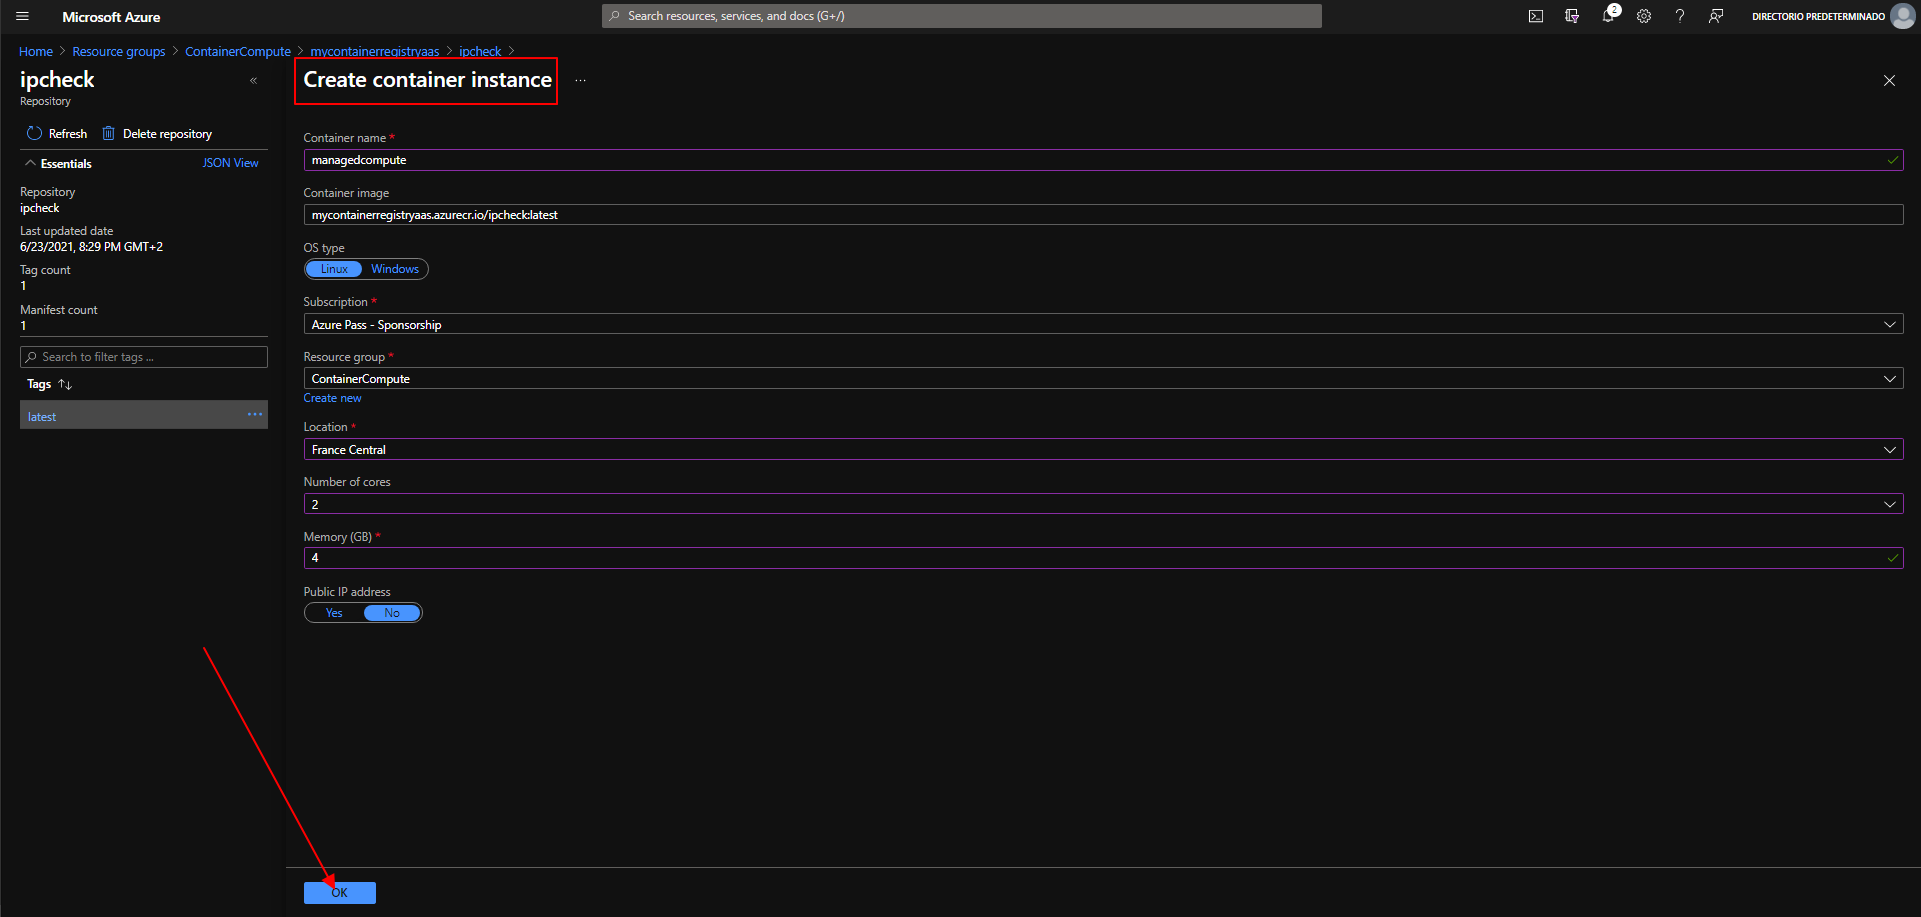 Microsoft Azure
Search resources, services, and docs (G+/)
2
DIRECTORIO PREDETERMINADO
Home > Resource groups > ContainerCompute > mycontainerregistryaas > ipcheck >
ipcheck
«
Repository
Refresh
Delete repository
Essentials
JSON View
Repository
ipcheck
Last updated date
6/23/2021, 8:29 PM GMT+2
Tag count
1
Manifest count
1
Search to filter tags ...
Tags ↑↓
latest
...
Create container instance
...
Container name *
managedcompute
Container image
mycontainerregistryaas.azurecr.io/ipcheck:latest
OS type
Linux Windows
Subscription *
Azure Pass - Sponsorship
Resource group *
ContainerCompute
Create new
Location *
France Central
Number of cores
2
Memory (GB) *
4
Public IP address
Yes No
OK